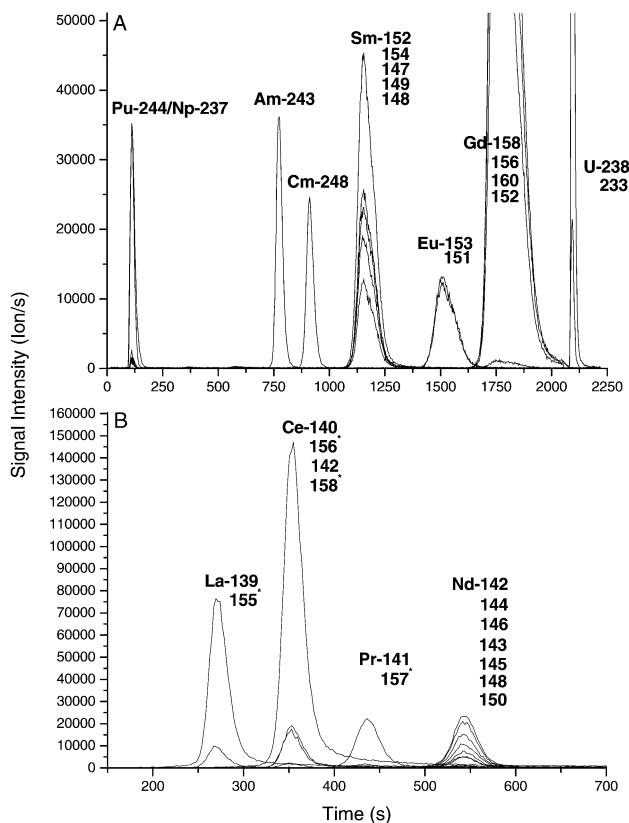 A
50000
40000
30000
20000
10000
0
Pu-244/Np-237
Am-243
Cm-248
Sm-152
154
147
149
148
Eu-153
151
Gd-158
156
160
152
U-238
233
0 250 500 750 1000 1250 1500 1750 2000 2250
Signal Intensity (Ion/s)
B
160000
150000
140000
130000
120000
110000
100000
90000
80000
70000
60000
50000
40000
30000
20000
10000
0
La-139
155*
Ce-140
156*
142
158*
Pr-141
157*
Nd-142
144
146
143
145
148
150
200 300 400 500 600 700
Time (s)